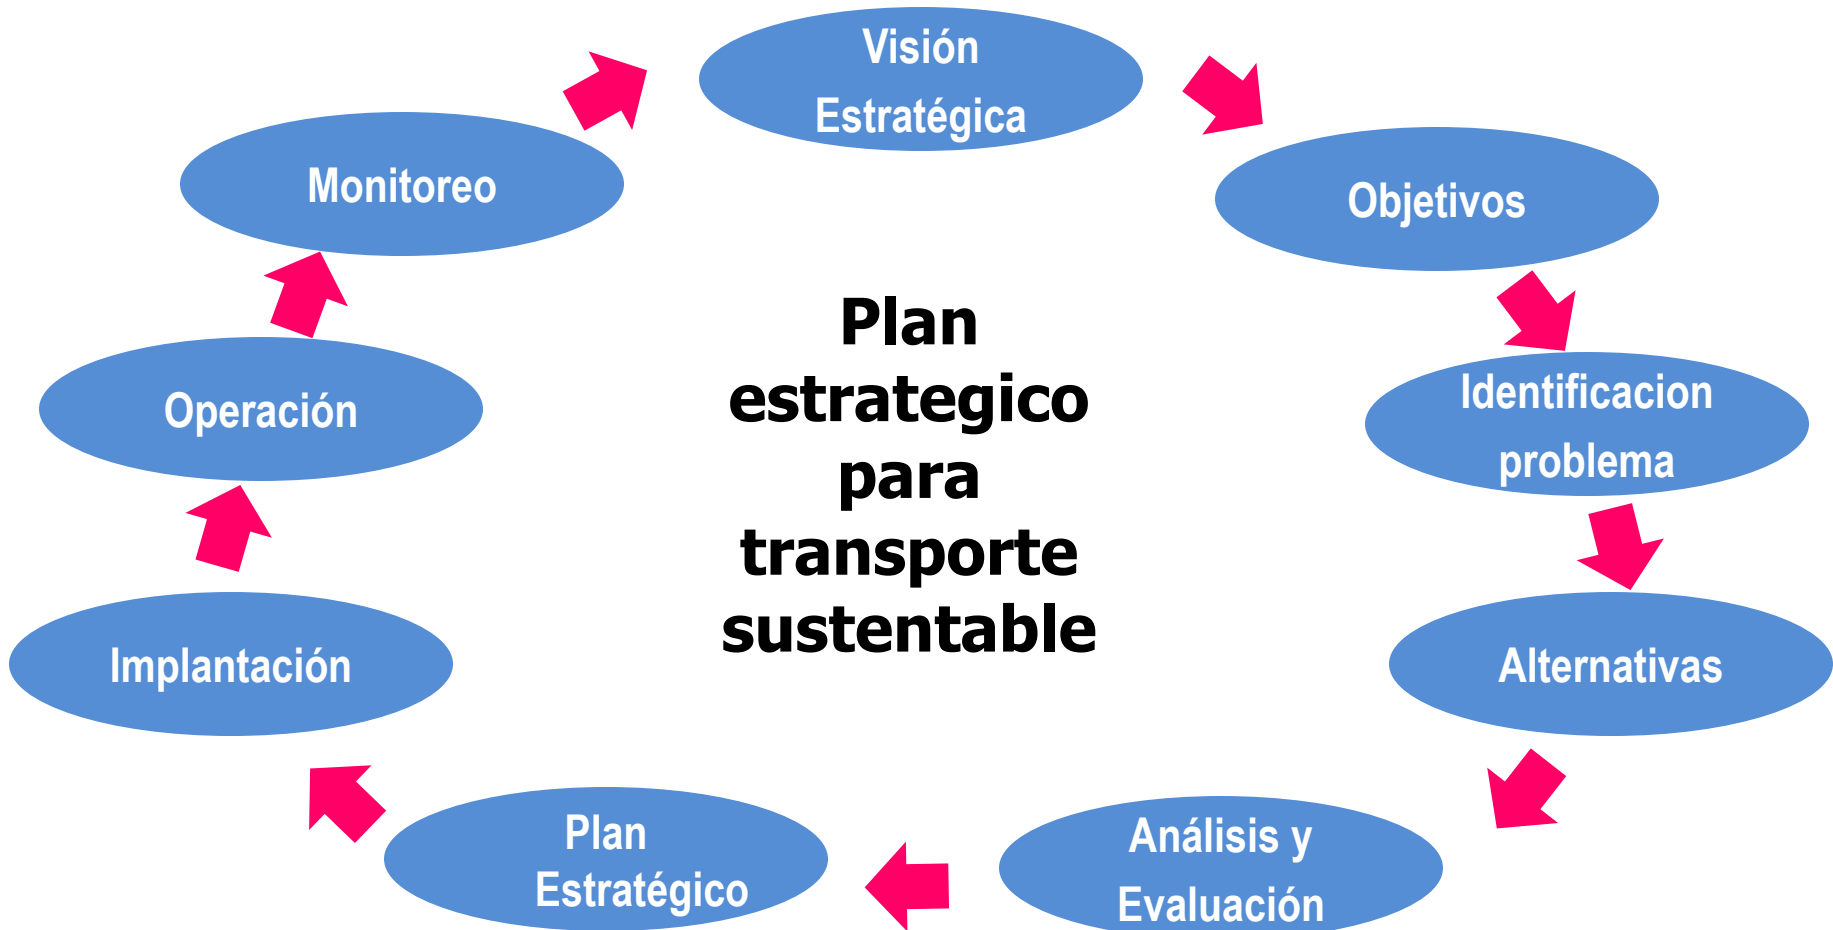 Visión
Estratégica
Objetivos
Identificacion
problema
Alternativas
Análisis y
Evaluación
Plan
Estratégico
Implantación
Operación
Monitoreo
Plan
estrategico
para
transporte
sustentable